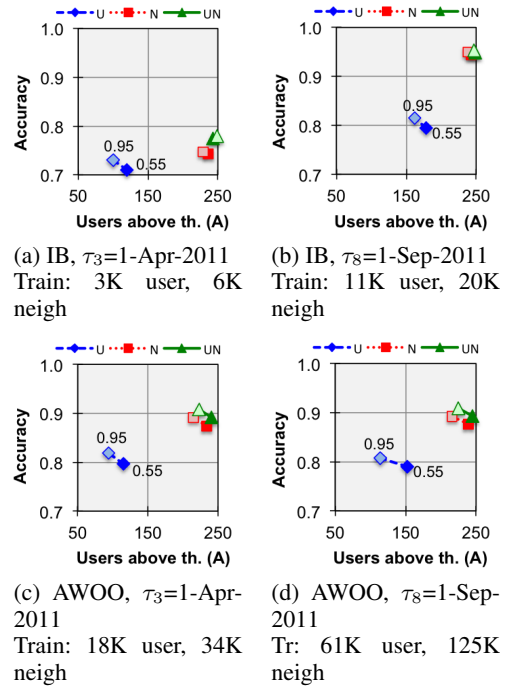 U N UN
1.0
0.9
0.8
0.7
50 150 250
Accuracy
Users above th. (A)
0.95
0.55
(a) IB, τ3=1-Apr-2011
Train: 3K user, 6K
neigh
U N UN
1.0
0.9
0.8
0.7
50 150 250
Accuracy
Users above th. (A)
0.95
0.55
(b) IB, τ8=1-Sep-2011
Train: 11K user, 20K
neigh
U N UN
1.0
0.9
0.8
0.7
50 150 250
Accuracy
Users above th. (A)
0.95
0.55
(c) AWOO, τ3=1-Apr-
2011
Train: 18K user, 34K
neigh
U N UN
1.0
0.9
0.8
0.7
50 150 250
Accuracy
Users above th. (A)
0.95
0.55
(d) AWOO, τ8=1-Sep-
2011
Tr: 61K user, 125K
neigh